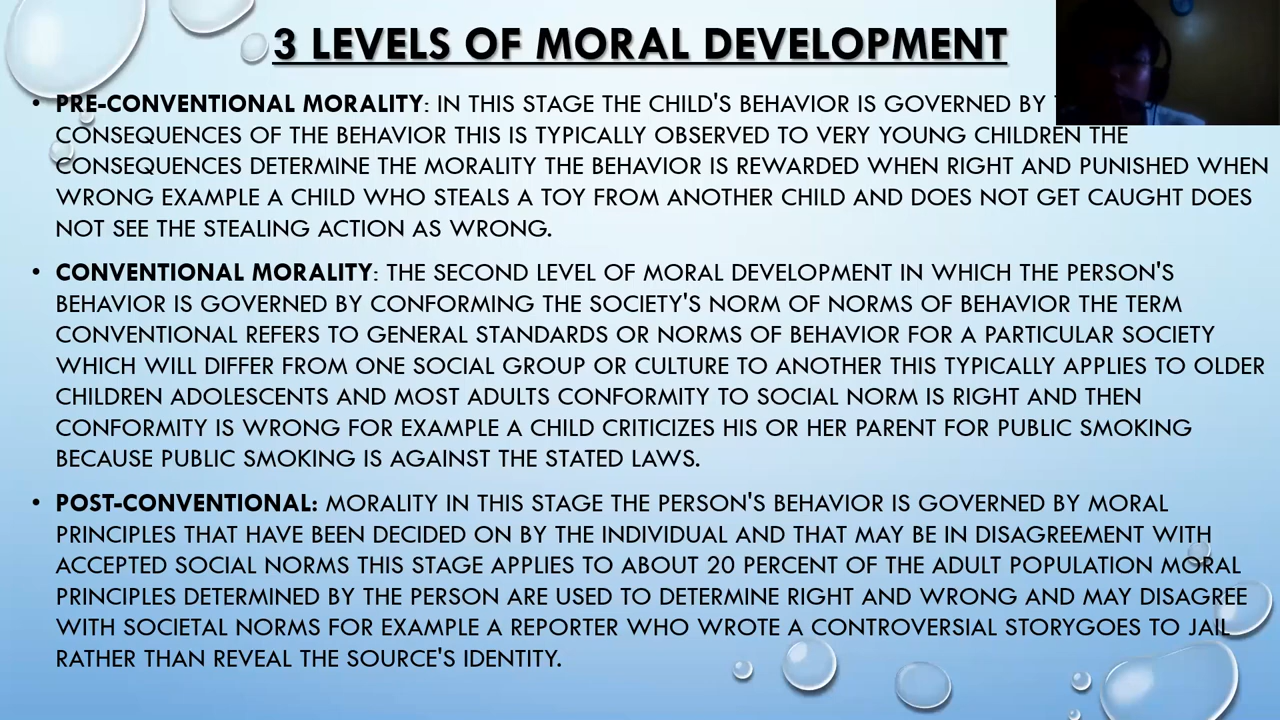 3 LEVELS OF MORAL DEVELOPMENT
• PRE-CONVENTIONAL MORALITY: IN THIS STAGE THE CHILD'S BEHAVIOR IS GOVERNED BY
CONSEQUENCES OF THE BEHAVIOR THIS IS TYPICALLY OBSERVED TO VERY YOUNG CHILDREN THE
CONSEQUENCES DETERMINE THE MORALITY THE BEHAVIOR IS REWARDED WHEN RIGHT AND PUNISHED WHEN
WRONG EXAMPLE A CHILD WHO STEALS A TOY FROM ANOTHER CHILD AND DOES NOT GET CAUGHT DOES
NOT SEE THE STEALING ACTION AS WRONG.
• CONVENTIONAL MORALITY: THE SECOND LEVEL OF MORAL DEVELOPMENT IN WHICH THE PERSON'S
BEHAVIOR IS GOVERNED BY CONFORMING THE SOCIETY'S NORM OF NORMS OF BEHAVIOR THE TERM
CONVENTIONAL REFERS TO GENERAL STANDARDS OR NORMS OF BEHAVIOR FOR A PARTICULAR SOCIETY
WHICH WILL DIFFER FROM ONE SOCIAL GROUP OR CULTURE TO ANOTHER THIS TYPICALLY APPLIES TO OLDER
CHILDREN ADOLESCENTS AND MOST ADULTS CONFORMITY TO SOCIAL NORM IS RIGHT AND THEN
CONFORMITY IS WRONG FOR EXAMPLE A CHILD CRITICIZES HIS OR HER PARENT FOR PUBLIC SMOKING
BECAUSE PUBLIC SMOKING IS AGAINST THE STATED LAWS.
• POST-CONVENTIONAL: MORALITY IN THIS STAGE THE PERSON'S BEHAVIOR IS GOVERNED BY MORAL
PRINCIPLES THAT HAVE BEEN DECIDED ON BY THE INDIVIDUAL AND THAT MAY BE IN DISAGREEMENT WITH
ACCEPTED SOCIAL NORMS THIS STAGE APPLIES TO ABOUT 20 PERCENT OF THE ADULT POPULATION MORAL
PRINCIPLES DETERMINED BY THE PERSON ARE USED TO DETERMINE RIGHT AND WRONG AND MAY DISAGREE
WITH SOCIETAL NORMS FOR EXAMPLE A REPORTER WHO WROTE A CONTROVERSIAL STORYGOES TO JAIL
RATHER THAN REVEAL THE SOURCE'S IDENTITY.